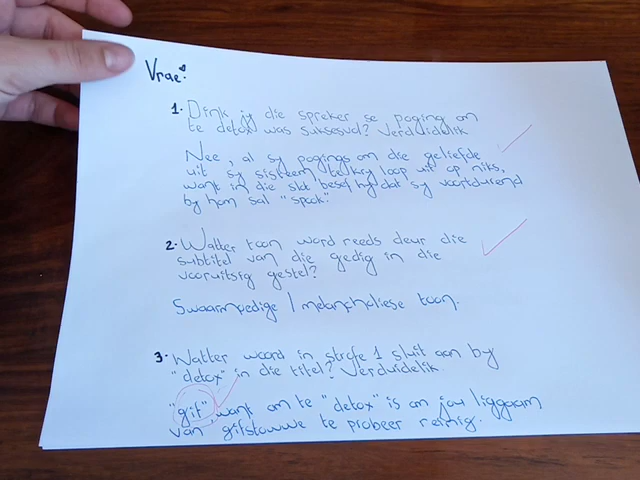 Vrae:
1. Dink jy die spreker se poging om
te detox was suksesvol? Verduidelik
Nee, al sy pogings om die geliefde
uit sy sisteem te kry loop uit op niks,
want in die slot besef hy dat sy voortdurend
by hom sal "spook".
2. Watter toon word reeds deur die
subtitel van die gedig in die
vooruitsig gestel?
Swaarmoedige / melancholiese toon.
3. Watter woord in strofe 1 sluit aan by
"detox" in die titel? Verduidelik.
"gif", want om te "detox" is om jou liggaam
van gifstowwe te probeer reinig.